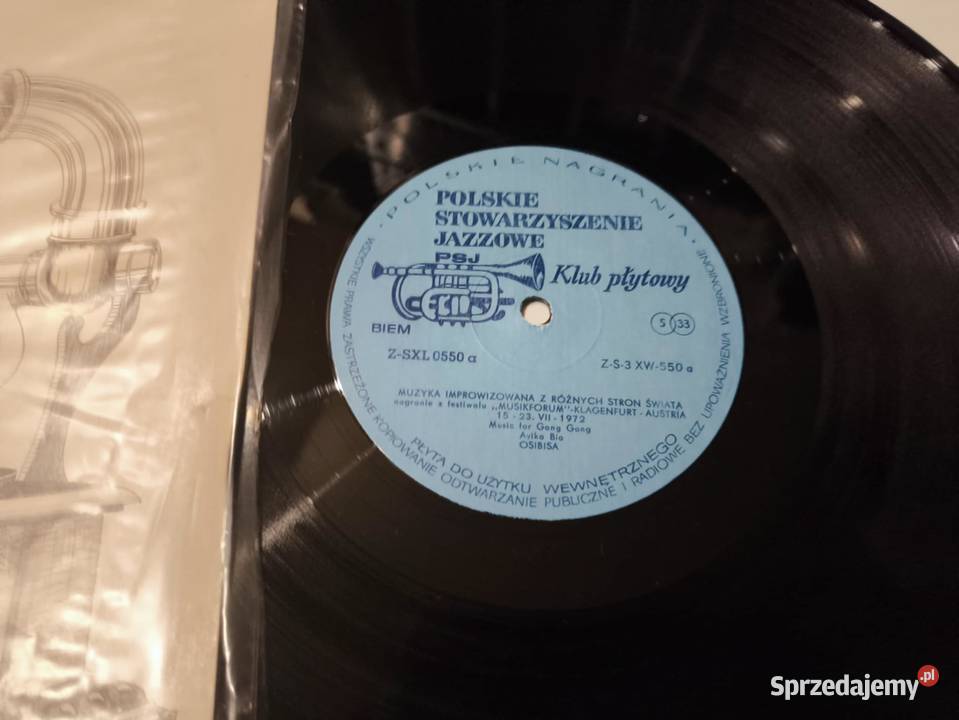 · POLSKIE NAGRANIA ·
POLSKIE
STOWARZYSZENIE
JAZZOWE
PSJ
Klub płytowy
BIEM
S 33
Z-SXL 0550 a
Z-S-3 XW-550 a
MUZYKA IMPROWIZOWANA Z RÓŻNYCH STRON ŚWIATA
nagranie z festiwalu „MUSIKFORUM"-KLAGENFURT - AUSTRIA
15 - 23. VII - 1972
Music for Gong Gong
Ayiko Bia
OSIBISA
PŁYTA DO UŻYTKU WEWNĘTRZNEGO
WSZYSTKIE PRAWA ZASTRZEŻONE KOPIOWANIE ODTWARZANIE PUBLICZNE I RADIOWE BEZ UPOWAŻNIENIA WZBRONIONE
Sprzedajemy.pl